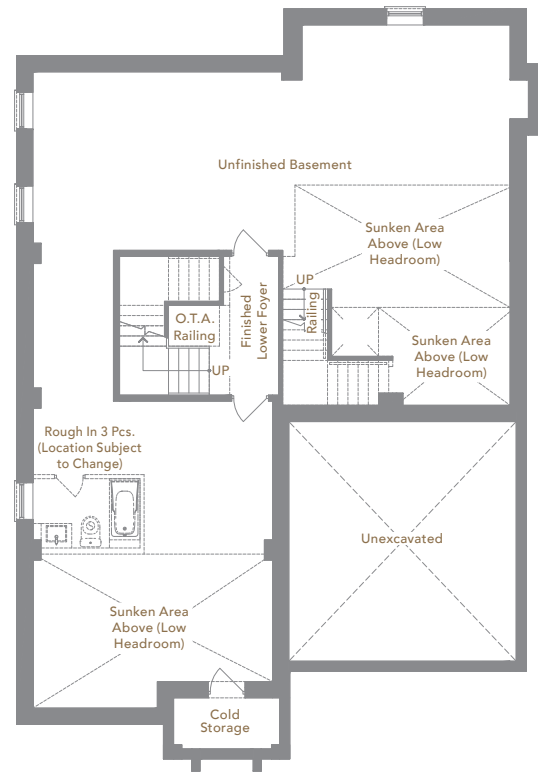 Unfinished Basement
Sunken Area
Above (Low
Headroom)
UP
Railing
Finished
Lower Foyer
O.T.A.
Railing
UP
Sunken Area
Above (Low
Headroom)
Rough In 3 Pcs.
(Location Subject
to Change)
Unexcavated
Sunken Area
Above (Low
Headroom)
Cold
Storage